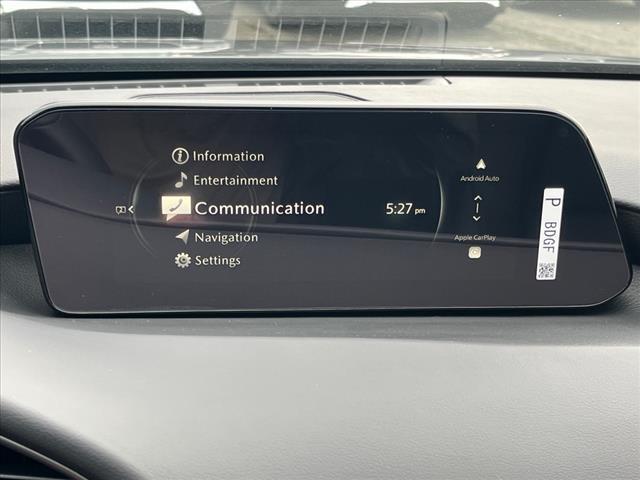 Information
Entertainment
Communication
Navigation
Settings
5:27 pm
Android Auto
Apple CarPlay
P BDGF